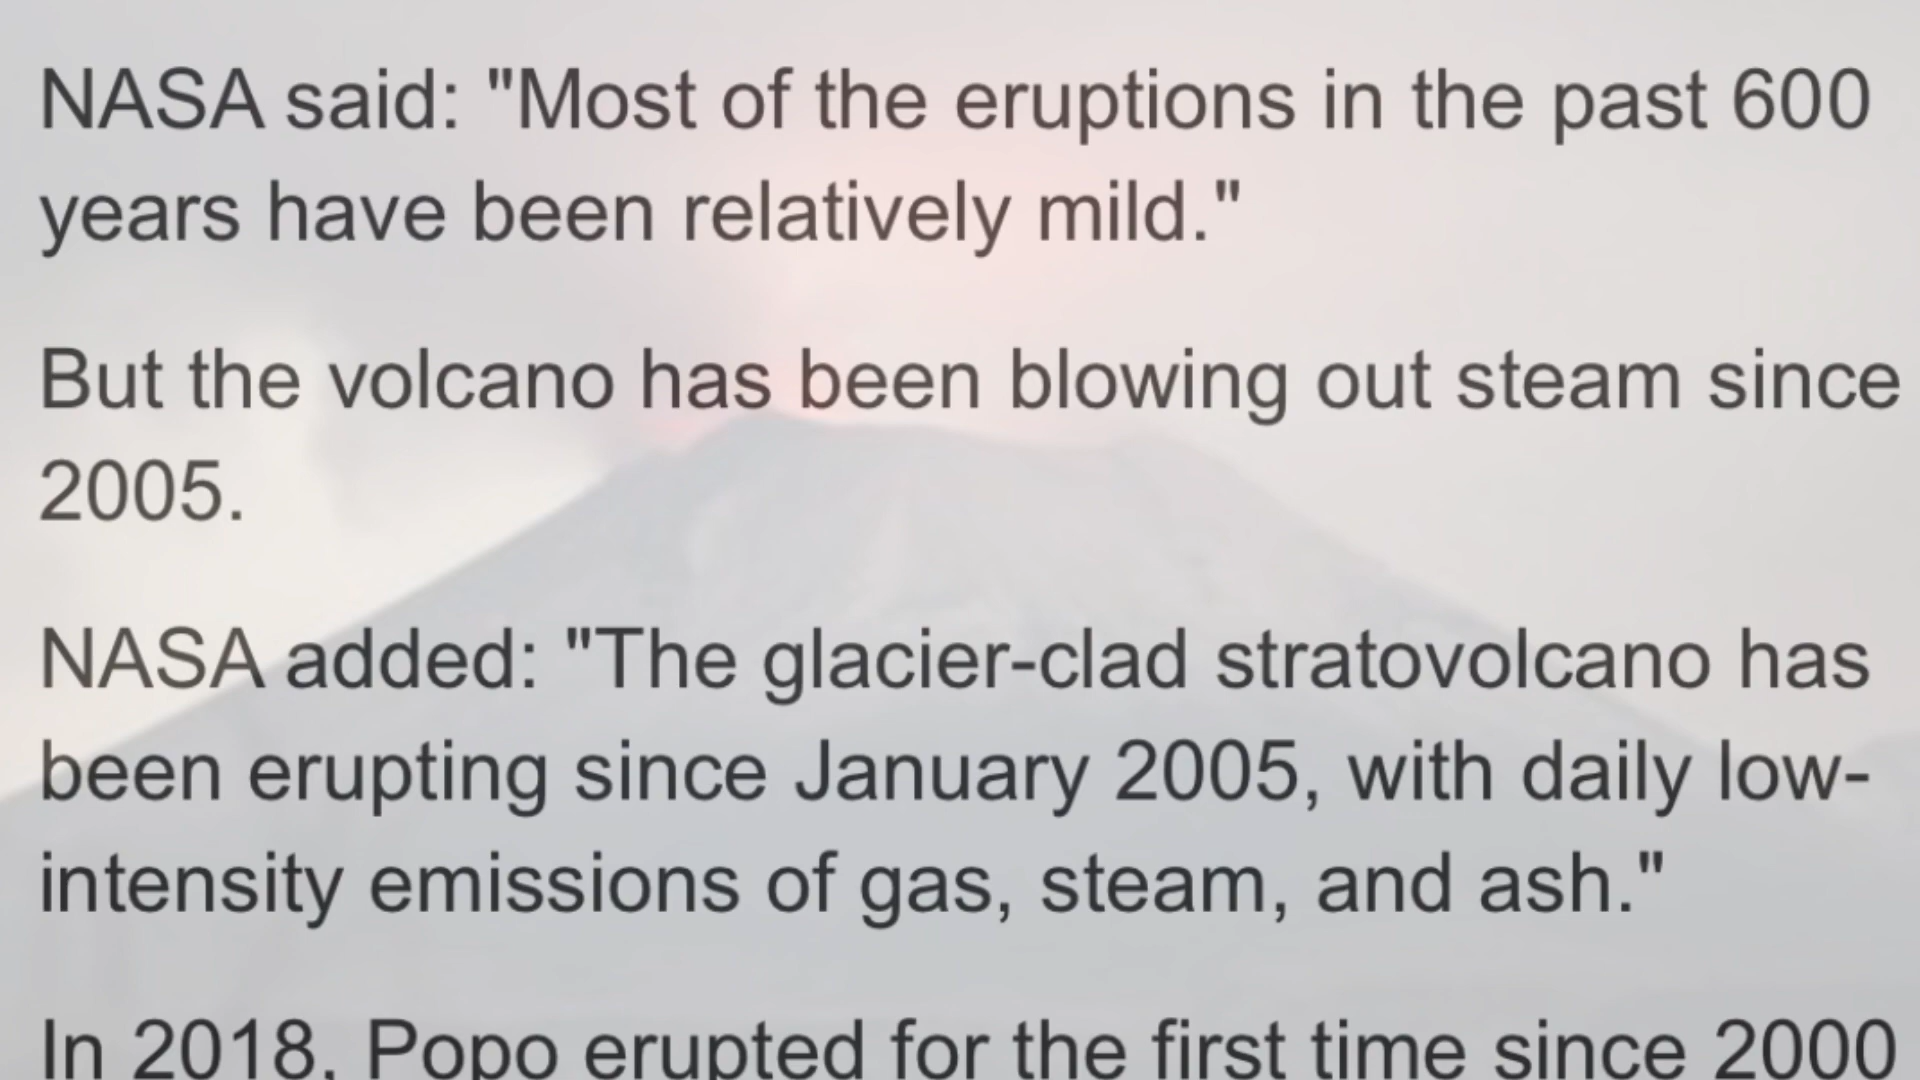 NASA said: "Most of the eruptions in the past 600
years have been relatively mild."
But the volcano has been blowing out steam since
2005.
NASA added: "The glacier-clad stratovolcano has
been erupting since January 2005, with daily low-
intensity emissions of gas, steam, and ash."
In 2018, Popo erupted for the first time since 2000